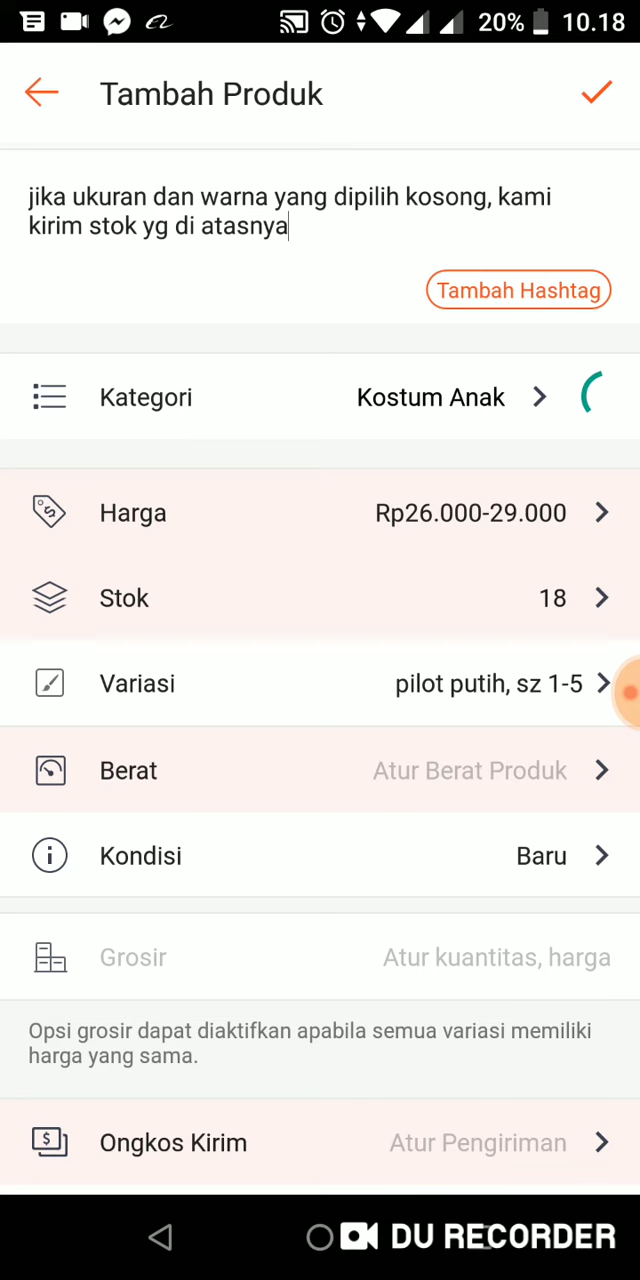 20% 10.18
Tambah Produk
jika ukuran dan warna yang dipilih kosong, kami
kirim stok yg di atasnya
Tambah Hashtag
Kategori Kostum Anak
Harga Rp26.000-29.000
Stok 18
Variasi pilot putih, sz 1-5
Berat Atur Berat Produk
Kondisi Baru
Grosir Atur kuantitas, harga
Opsi grosir dapat diaktifkan apabila semua variasi memiliki
harga yang sama.
Ongkos Kirim Atur Pengiriman
DU RECORDER